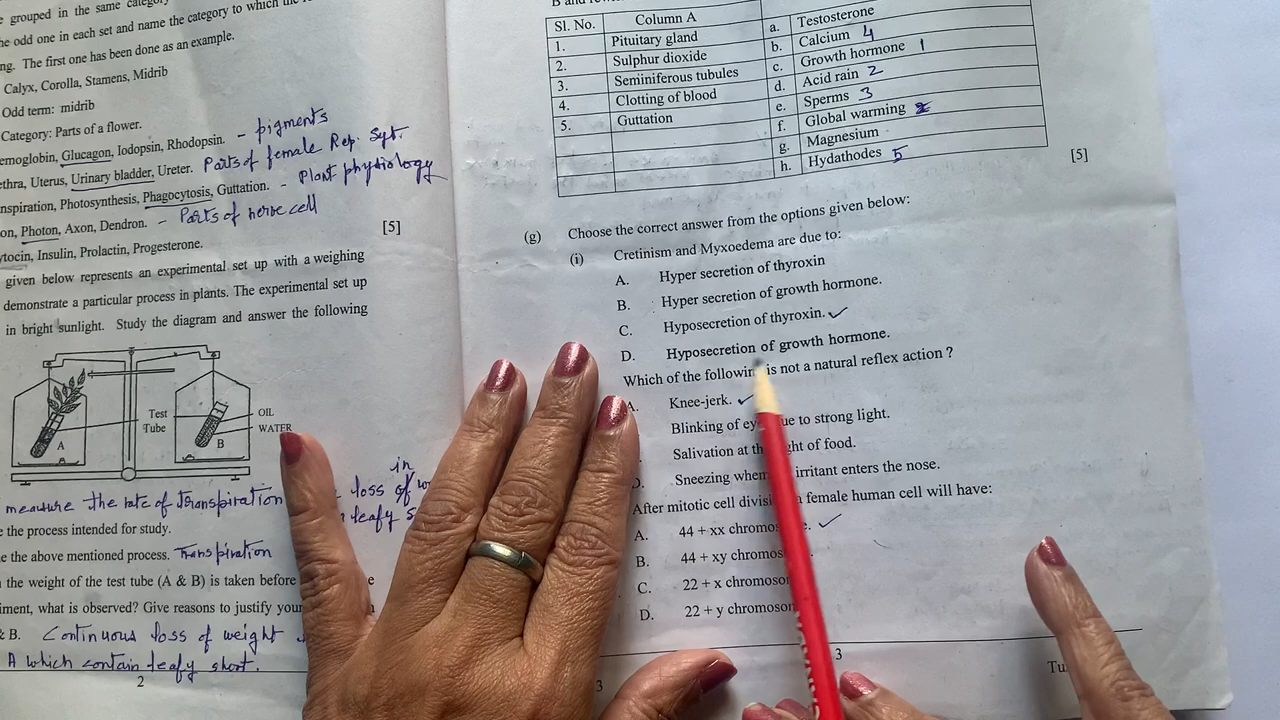 grouped in the same category
he odd one in each set and name the category to which the
ng. The first one has been done as an example.
Calyx, Corolla, Stamens, Midrib
Odd term: midrib
Category: Parts of a flower.
emoglobin, Glucagon, Iodopsin, Rhodopsin. - pigments
ethra, Uterus, Urinary bladder, Ureter. Parts of female Rep. Syt.
nspiration, Photosynthesis, Phagocytosis, Guttation. - Plant physiology
on, Photon, Axon, Dendron. - Parts of nerve cell
ytocin, Insulin, Prolactin, Progesterone.
[5]
given below represents an experimental set up with a weighing
demonstrate a particular process in plants. The experimental set up
in bright sunlight. Study the diagram and answer the following
Test
Tube
OIL
WATER
A
B
measure the rate of transpiration
in
loss of
leafy
e the process intended for study.
e the above mentioned process. Transpiration
the weight of the test tube (A & B) is taken before
iment, what is observed? Give reasons to justify your
& B. Continuous loss of weight
A which contain leafy short.
2
Sl. No.
Column A
1. Pituitary gland
2. Sulphur dioxide
3. Seminiferous tubules
4. Clotting of blood
5. Guttation
a. Testosterone
b. Calcium 4
c. Growth hormone 1
d. Acid rain 2
e. Sperms 3
f. Global warming
g. Magnesium
h. Hydathodes 5
[5]
(g) Choose the correct answer from the options given below:
(i) Cretinism and Myxoedema are due to:
A. Hyper secretion of thyroxin
B. Hyper secretion of growth hormone.
C. Hyposecretion of thyroxin. ✓
D. Hyposecretion of growth hormone.
Which of the following is not a natural reflex action ?
A. Knee-jerk. ✓
Blinking of eye due to strong light.
Salivation at the sight of food.
D. Sneezing when irritant enters the nose.
After mitotic cell division female human cell will have:
A. 44 + xx chromosome. ✓
B. 44 + xy chromosome.
C. 22 + x chromosome
D. 22 + y chromosome
3
3